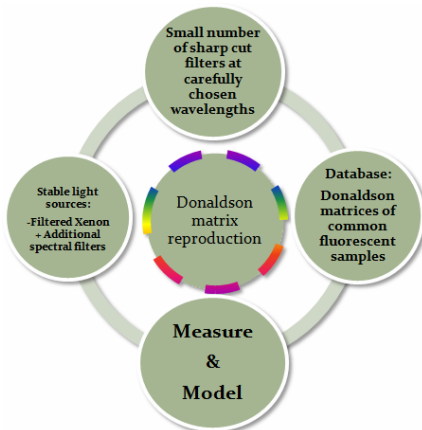 Small number
of sharp cut
filters at
carefully
chosen
wavelengths
Stable light
sources:
-Filtered Xenon
+ Additional
spectral filters
Donaldson
matrix
reproduction
Database:
Donaldson
matrices of
common
fluorescent
samples
Measure
&
Model